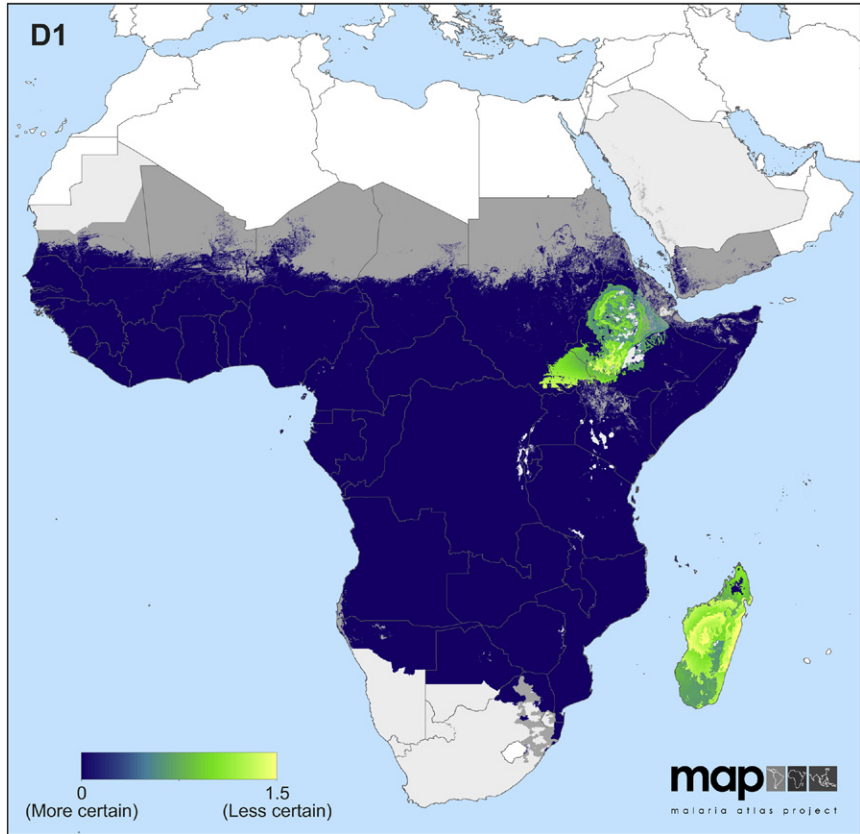 D1
0
1.5
(More certain)
(Less certain)
map
malaria atlas project